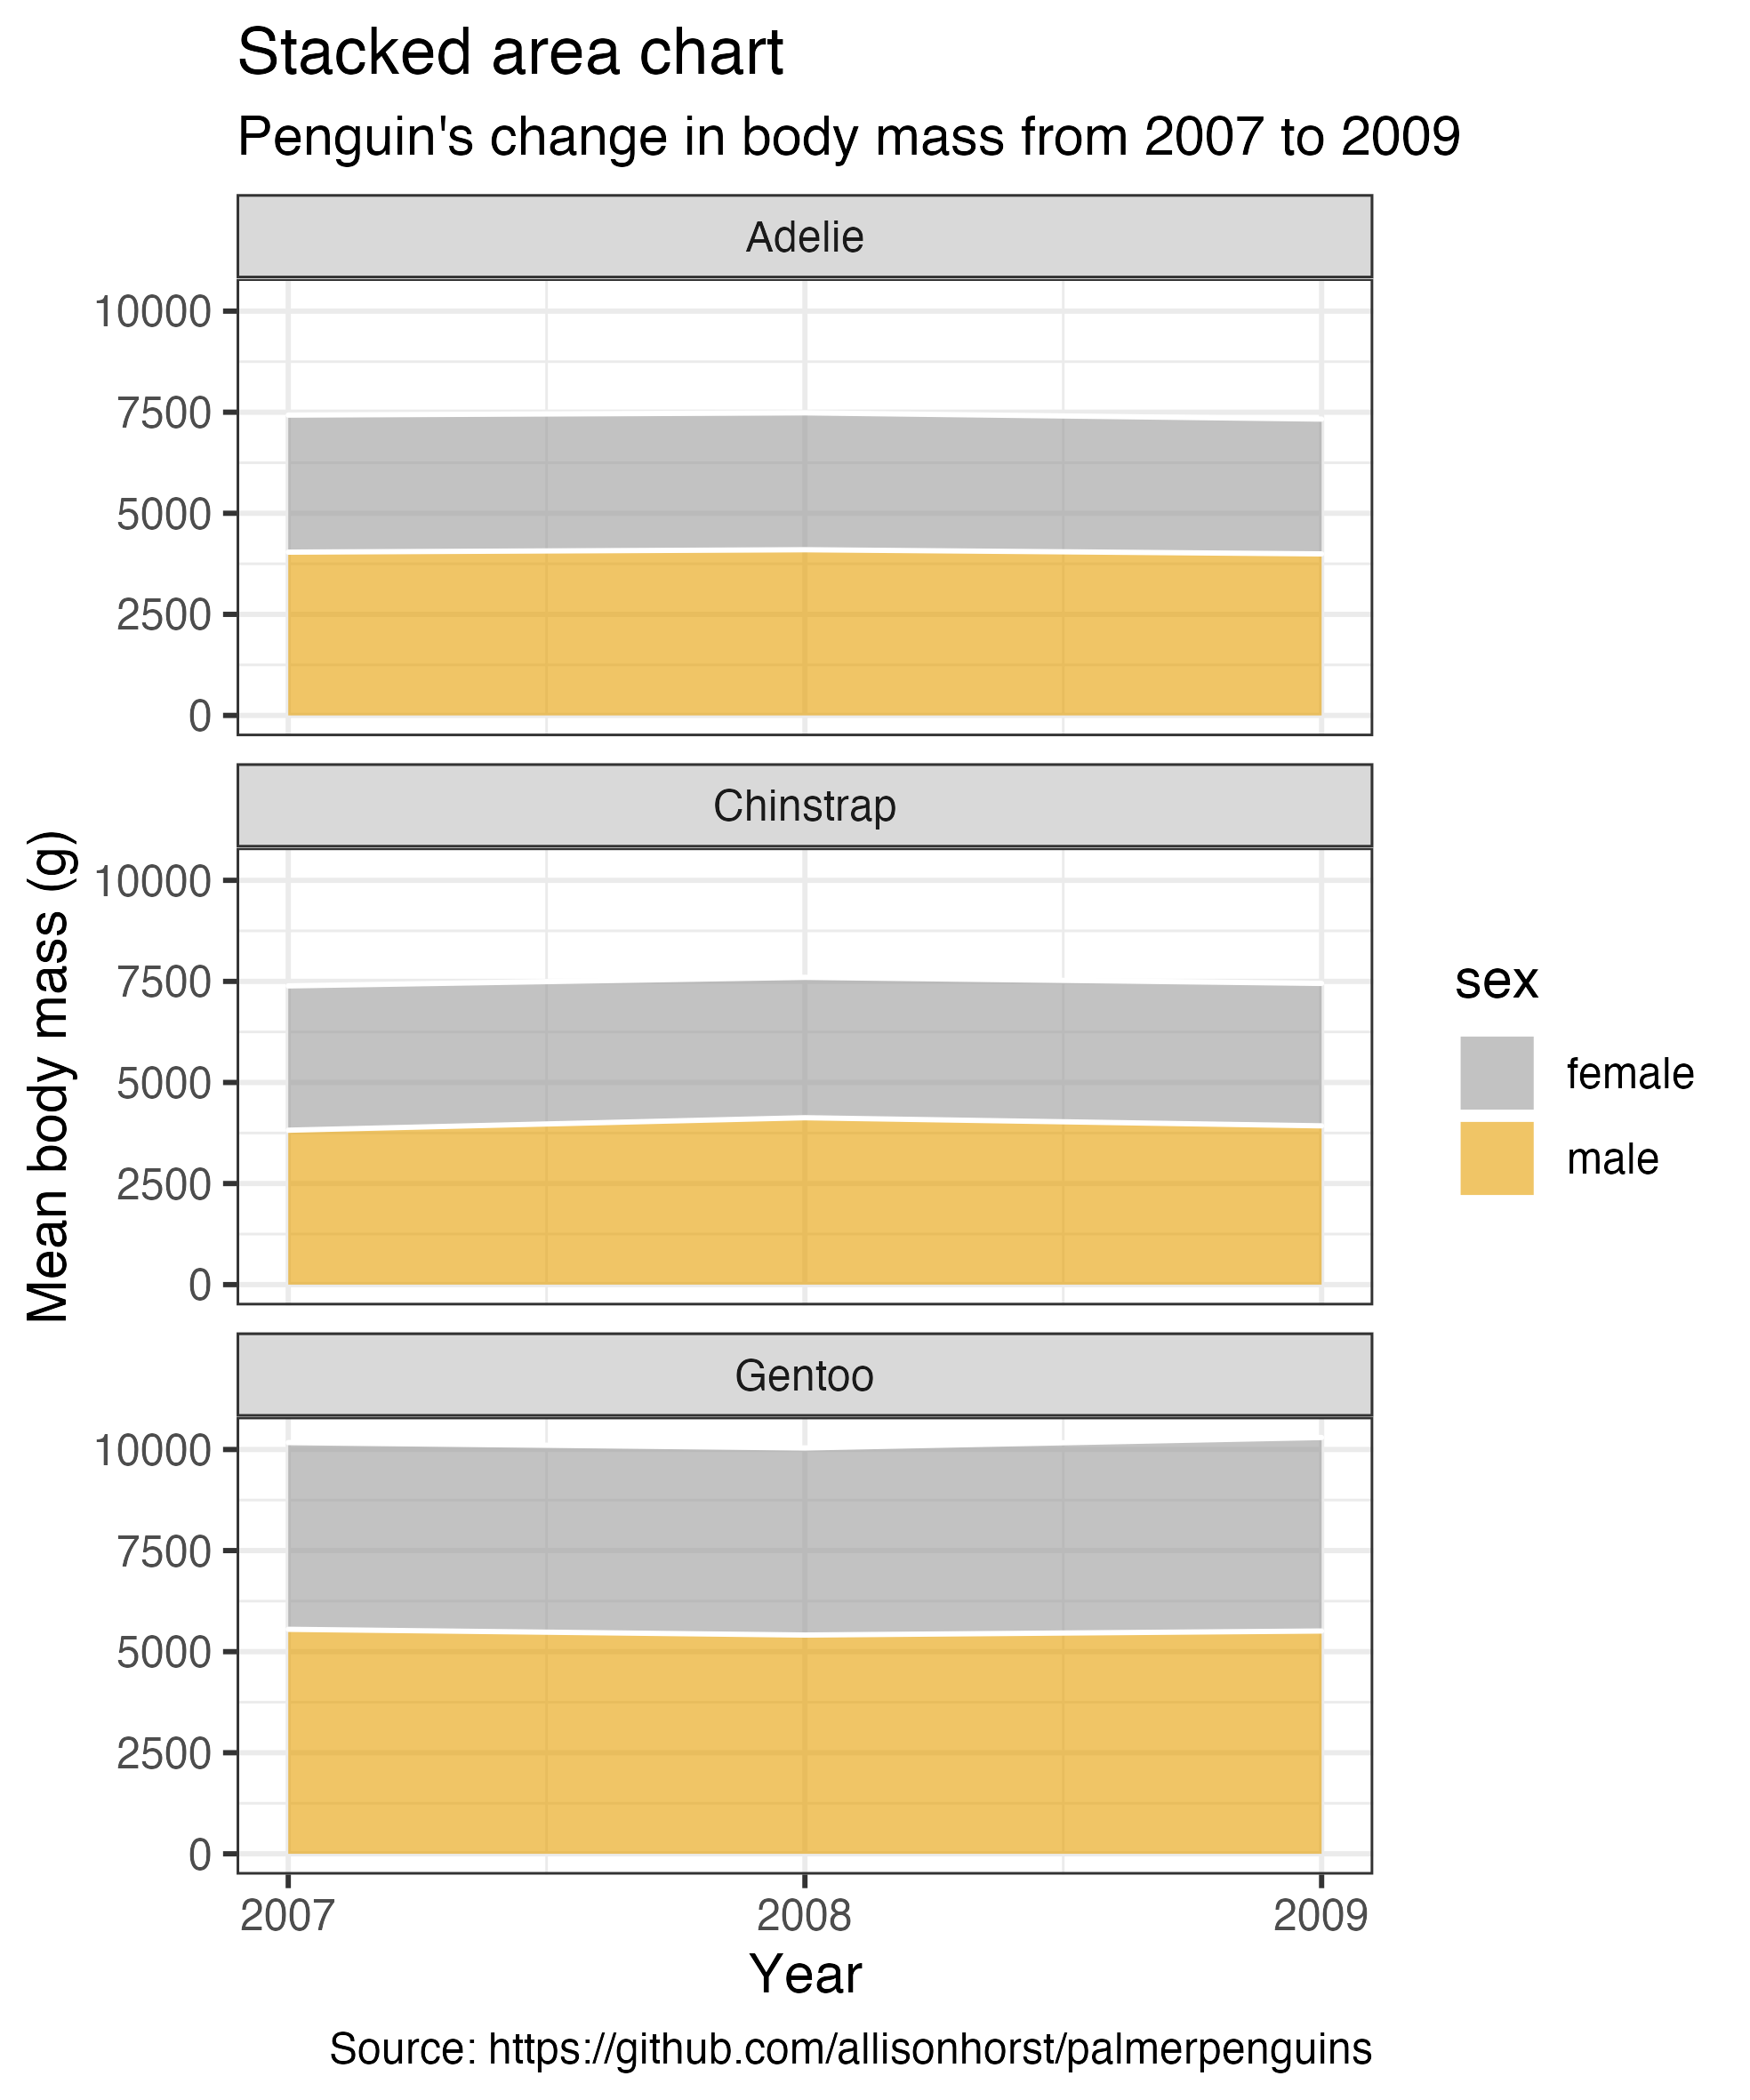 Stacked area chart
Penguin's change in body mass from 2007 to 2009
Adelie
10000
7500
5000
2500
0
Chinstrap
10000
7500
5000
2500
0
Gentoo
10000
7500
5000
2500
0
2007 2008 2009
Year
Mean body mass (g)
sex
female
male
Source: https://github.com/allisonhorst/palmerpenguins